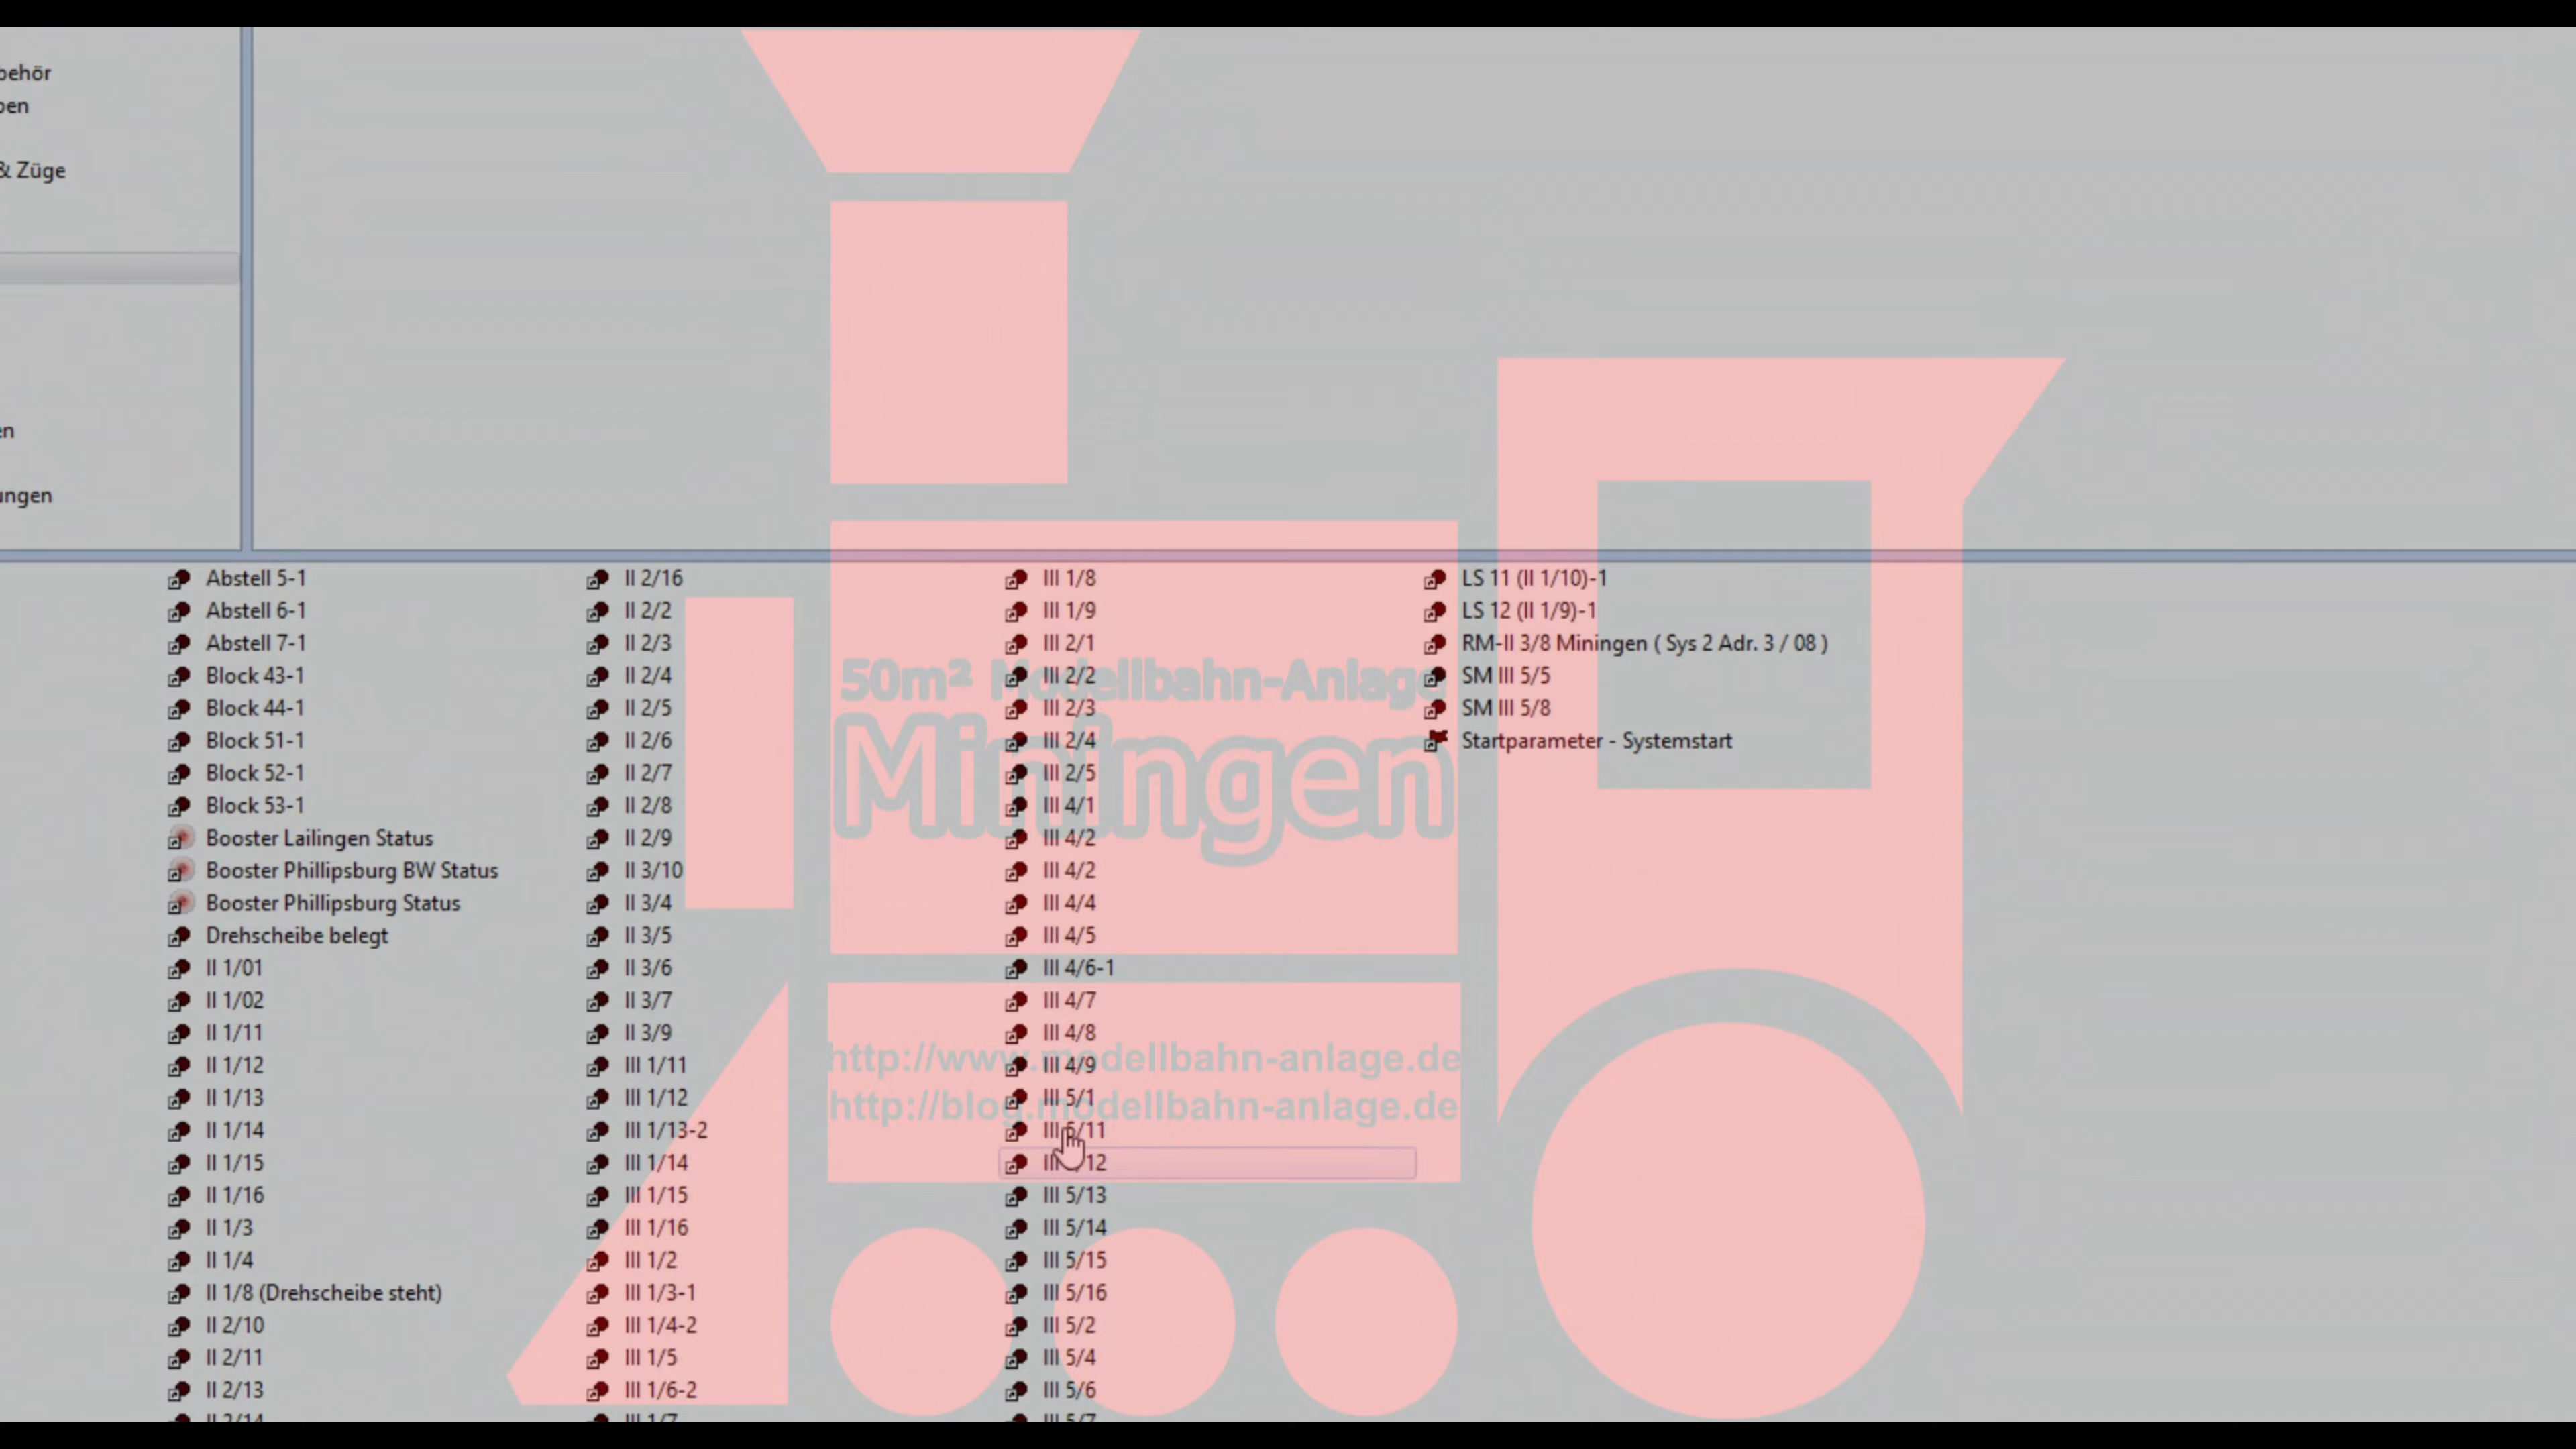 behör
ben
& Züge
en
ungen
Abstell 5-1
Abstell 6-1
Abstell 7-1
Block 43-1
Block 44-1
Block 51-1
Block 52-1
Block 53-1
Booster Lailingen Status
Booster Phillipsburg BW Status
Booster Phillipsburg Status
Drehscheibe belegt
II 1/01
II 1/02
II 1/11
II 1/12
II 1/13
II 1/14
II 1/15
II 1/16
II 1/3
II 1/4
II 1/8 (Drehscheibe steht)
II 2/10
II 2/11
II 2/13
II 2/14
II 2/16
II 2/2
II 2/3
II 2/4
II 2/5
II 2/6
II 2/7
II 2/8
II 2/9
II 3/10
II 3/4
II 3/5
II 3/6
II 3/7
II 3/9
III 1/11
III 1/12
III 1/13-2
III 1/14
III 1/15
III 1/16
III 1/2
III 1/3-1
III 1/4-2
III 1/5
III 1/6-2
III 1/7
III 1/8
III 1/9
III 2/1
III 2/2
III 2/3
III 2/4
III 2/5
III 4/1
III 4/2
III 4/2
III 4/4
III 4/5
III 4/6-1
III 4/7
III 4/8
III 4/9
III 5/1
III 5/11
III 5/12
III 5/13
III 5/14
III 5/15
III 5/16
III 5/2
III 5/4
III 5/6
III 5/7
LS 11 (II 1/10)-1
LS 12 (II 1/9)-1
RM-II 3/8 Miningen ( Sys 2 Adr. 3 / 08 )
SM III 5/5
SM III 5/8
Startparameter - Systemstart
50m² Modellbahn-Anlage
Miningen
http://www.modellbahn-anlage.de
http://blog.modellbahn-anlage.de